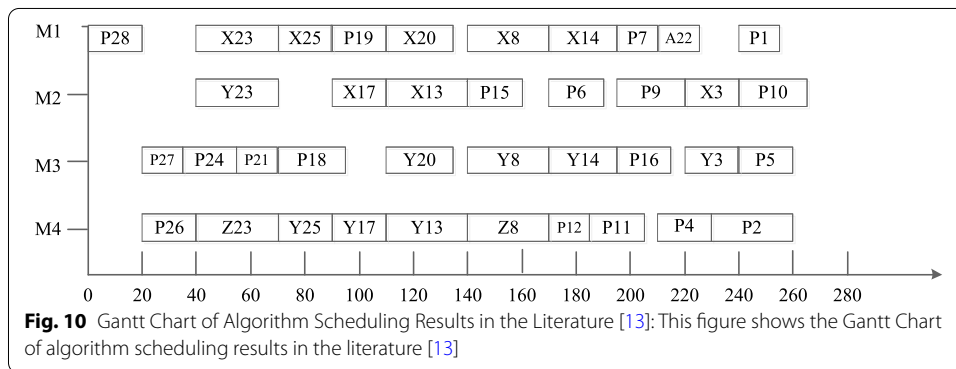 M1 P28 X23 X25 P19 X20 X8 X14 P7 A22 P1
M2 Y23 X17 X13 P15 P6 P9 X3 P10
M3 P27 P24 P21 P18 Y20 Y8 Y14 P16 Y3 P5
M4 P26 Z23 Y25 Y17 Y13 Z8 P12 P11 P4 P2
0 20 40 60 80 100 120 140 160 180 200 220 240 260 280
Fig. 10 Gantt Chart of Algorithm Scheduling Results in the Literature [13]: This figure shows the Gantt Chart
of algorithm scheduling results in the literature [13]